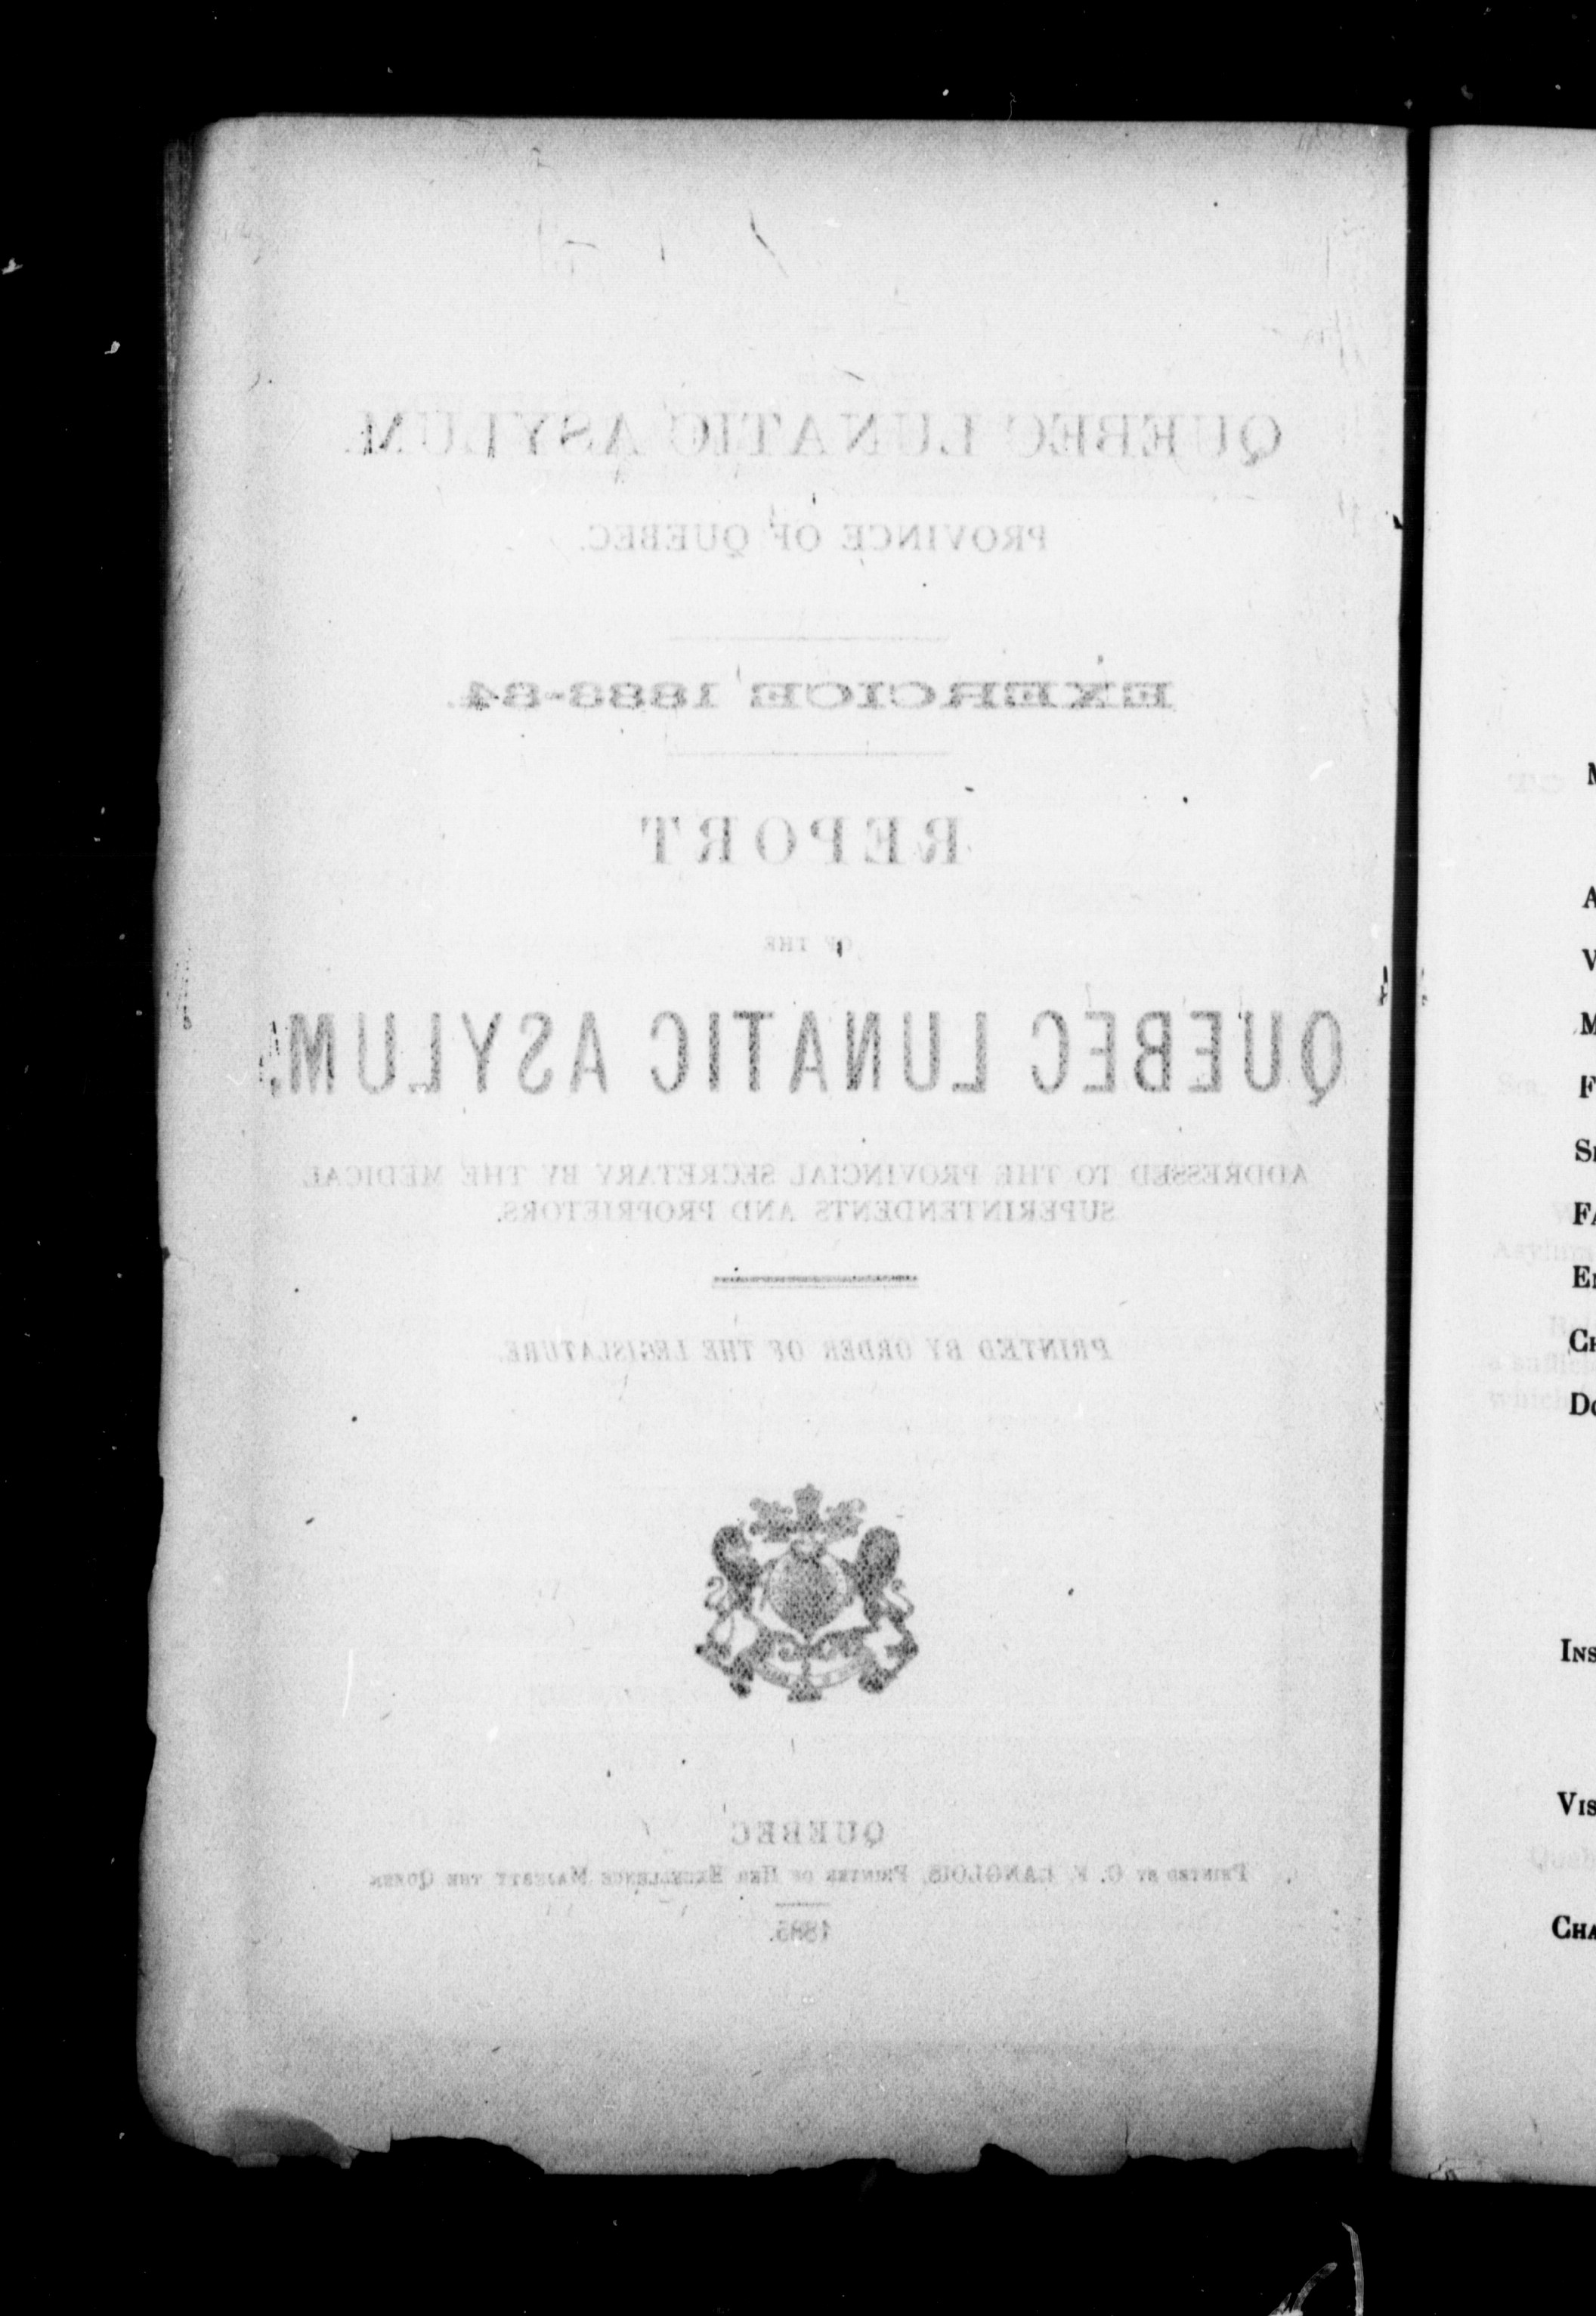 QUEBEC LUNATIC ASYLUM.
PROVINCE OF QUEBEC.
EXERCICE 1883-84.
REPORT
OF THE
QUEBEC LUNATIC ASYLUM,
ADDRESSED TO THE PROVINCIAL SECRETARY BY THE MEDICAL
SUPERINTENDENTS AND PROPRIETORS.
PRINTED BY ORDER OF THE LEGISLATURE.
QUEBEC
PRINTED BY C. F. LANGLOIS, PRINTER OF HER EXCELLENCE MAJESTY THE QUEEN
1885.